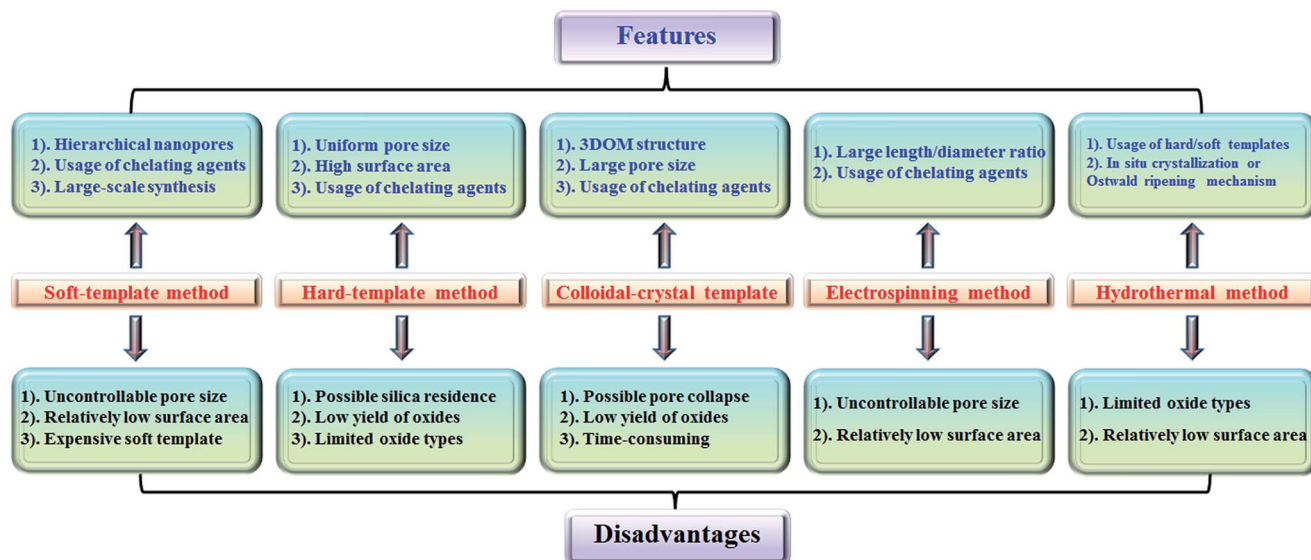 Features
1). Hierarchical nanopores
2). Usage of chelating agents
3). Large-scale synthesis
1). Uniform pore size
2). High surface area
3). Usage of chelating agents
1). 3DOM structure
2). Large pore size
3). Usage of chelating agents
1). Large length/diameter ratio
2). Usage of chelating agents
1). Usage of hard/soft templates
2). In situ crystallization or
Ostwald ripening mechanism
Soft-template method
Hard-template method
Colloidal-crystal template
Electrospinning method
Hydrothermal method
1). Uncontrollable pore size
2). Relatively low surface area
3). Expensive soft template
1). Possible silica residence
2). Low yield of oxides
3). Limited oxide types
1). Possible pore collapse
2). Low yield of oxides
3). Time-consuming
1). Uncontrollable pore size
2). Relatively low surface area
1). Limited oxide types
2). Relatively low surface area
Disadvantages